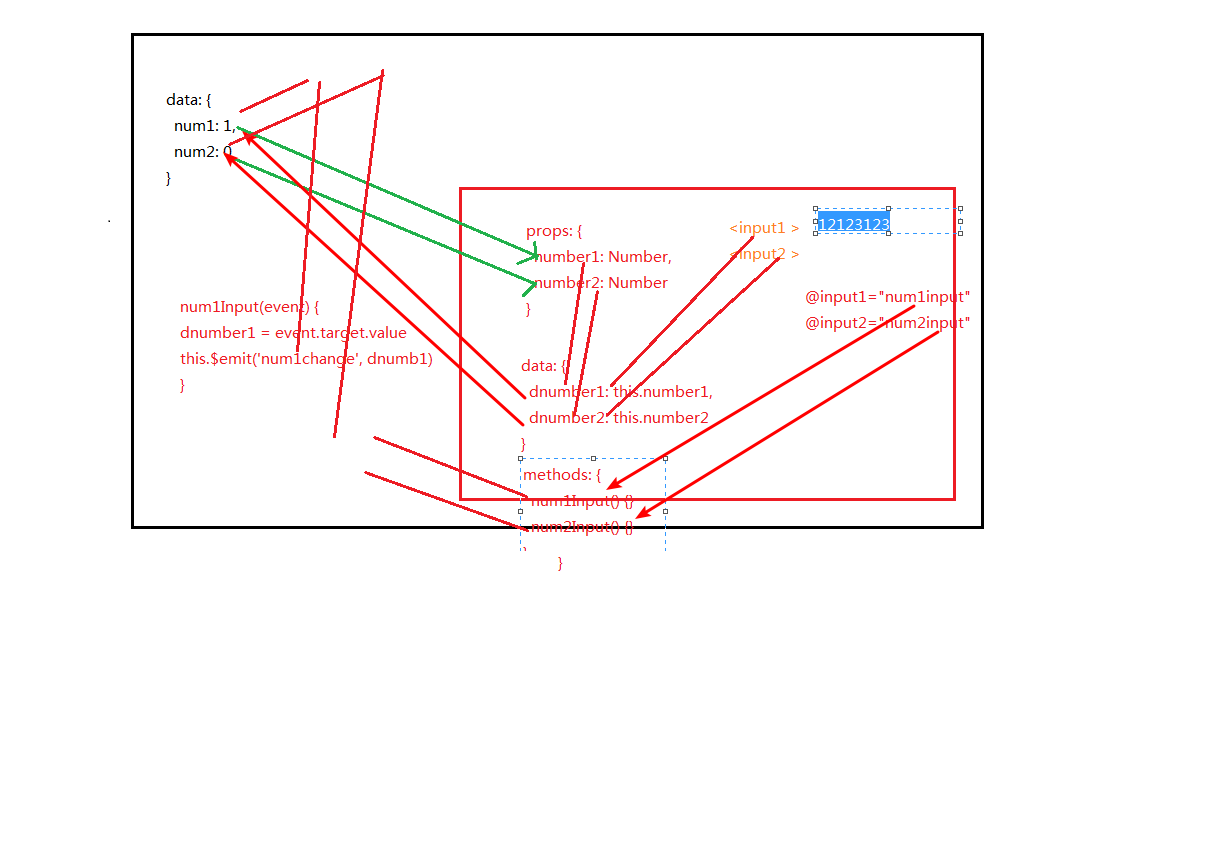 data: {
num1: 1,
num2: 0
}
num1Input(event) {
dnumber1 = event.target.value
this.$emit('num1change', dnumb1)
}
props: {
number1: Number,
number2: Number
}
<input1 >
<input2 >
12123123
@input1="num1input"
@input2="num2input"
data: {
dnumber1: this.number1,
dnumber2: this.number2
}
methods: {
num1Input() {}
num2Input() {}
}